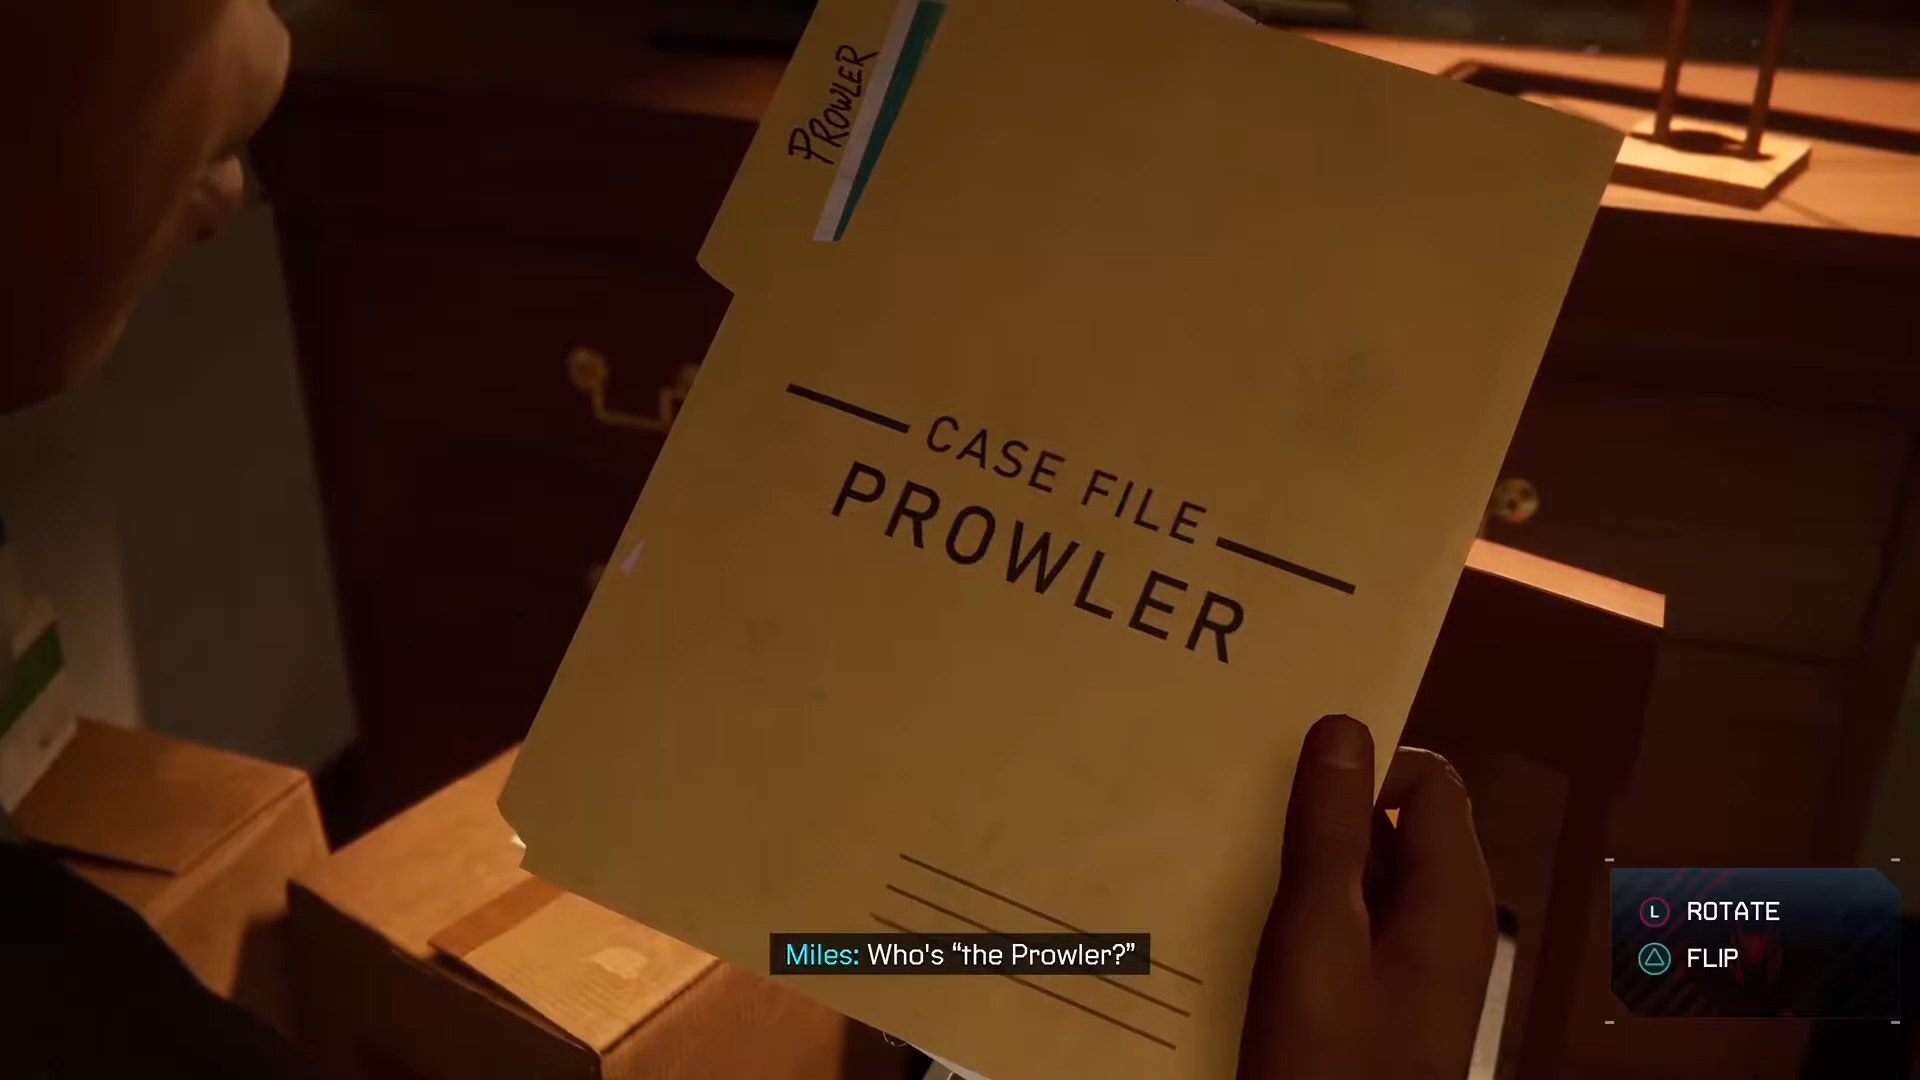 PROWLER
CASE FILE
PROWLER
Miles: Who's “the Prowler?”
L ROTATE
FLIP